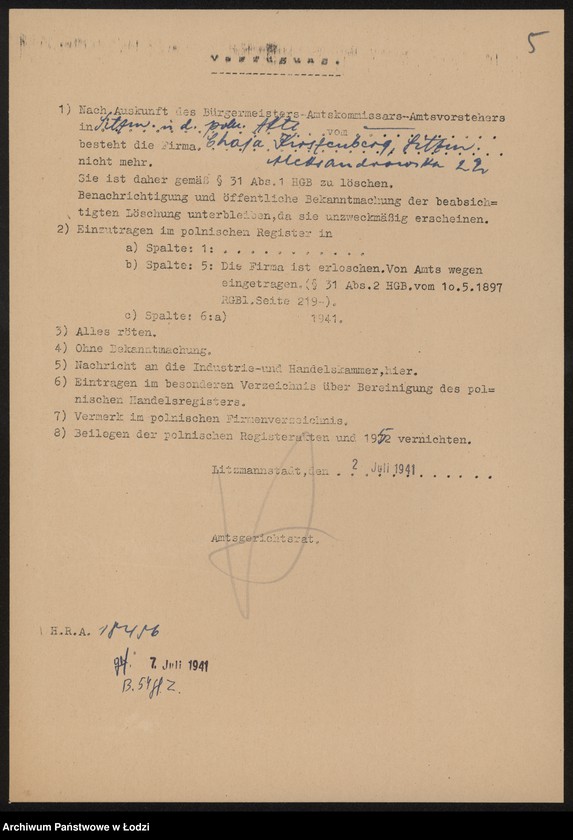 5
Verfügung.
1) Nach Auskunft des Bürgermeisters-Amtskommissars-Amtsvorstehers
in Litzm. in d. poln. Akte vom
besteht die Firma. Chaja Kirschenberg, Litzm.
nicht mehr. Aleksandrowska 22
Sie ist daher gemäß § 31 Abs.1 HGB zu löschen.
Benachrichtigung und öffentliche Bekanntmachung der beabsich=
tigten Löschung unterbleiben,da sie unzweckmäßig erscheinen.
2) Einzutragen im polnischen Register in
a) Spalte: 1: . . . . . . . . . . . .
b) Spalte: 5: Die Firma ist erloschen.Von Amts wegen
eingetragen.(§ 31 Abs.2 HGB.vom 1o.5.1897
RGBl.Seite 219-).
c) Spalte: 6:a) 1941.
3) Alles röten.
4) Ohne Bekanntmachung.
5) Nachricht an die Industrie-und Handelskammer,hier.
6) Eintragen im besonderen Verzeichnis über Bereinigung des pol=
nischen Handelsregisters.
7) Vermerk im polnischen Firmenverzeichnis.
8) Beilegen der polnischen Registerakten und 1952 vernichten.
Litzmannstadt,den . 2 Juli 1941 . . . . . .
Amtsgerichtsrat.
H.R.A. 18456
7. Juli 1941
Archiwum Państwowe w Łodzi